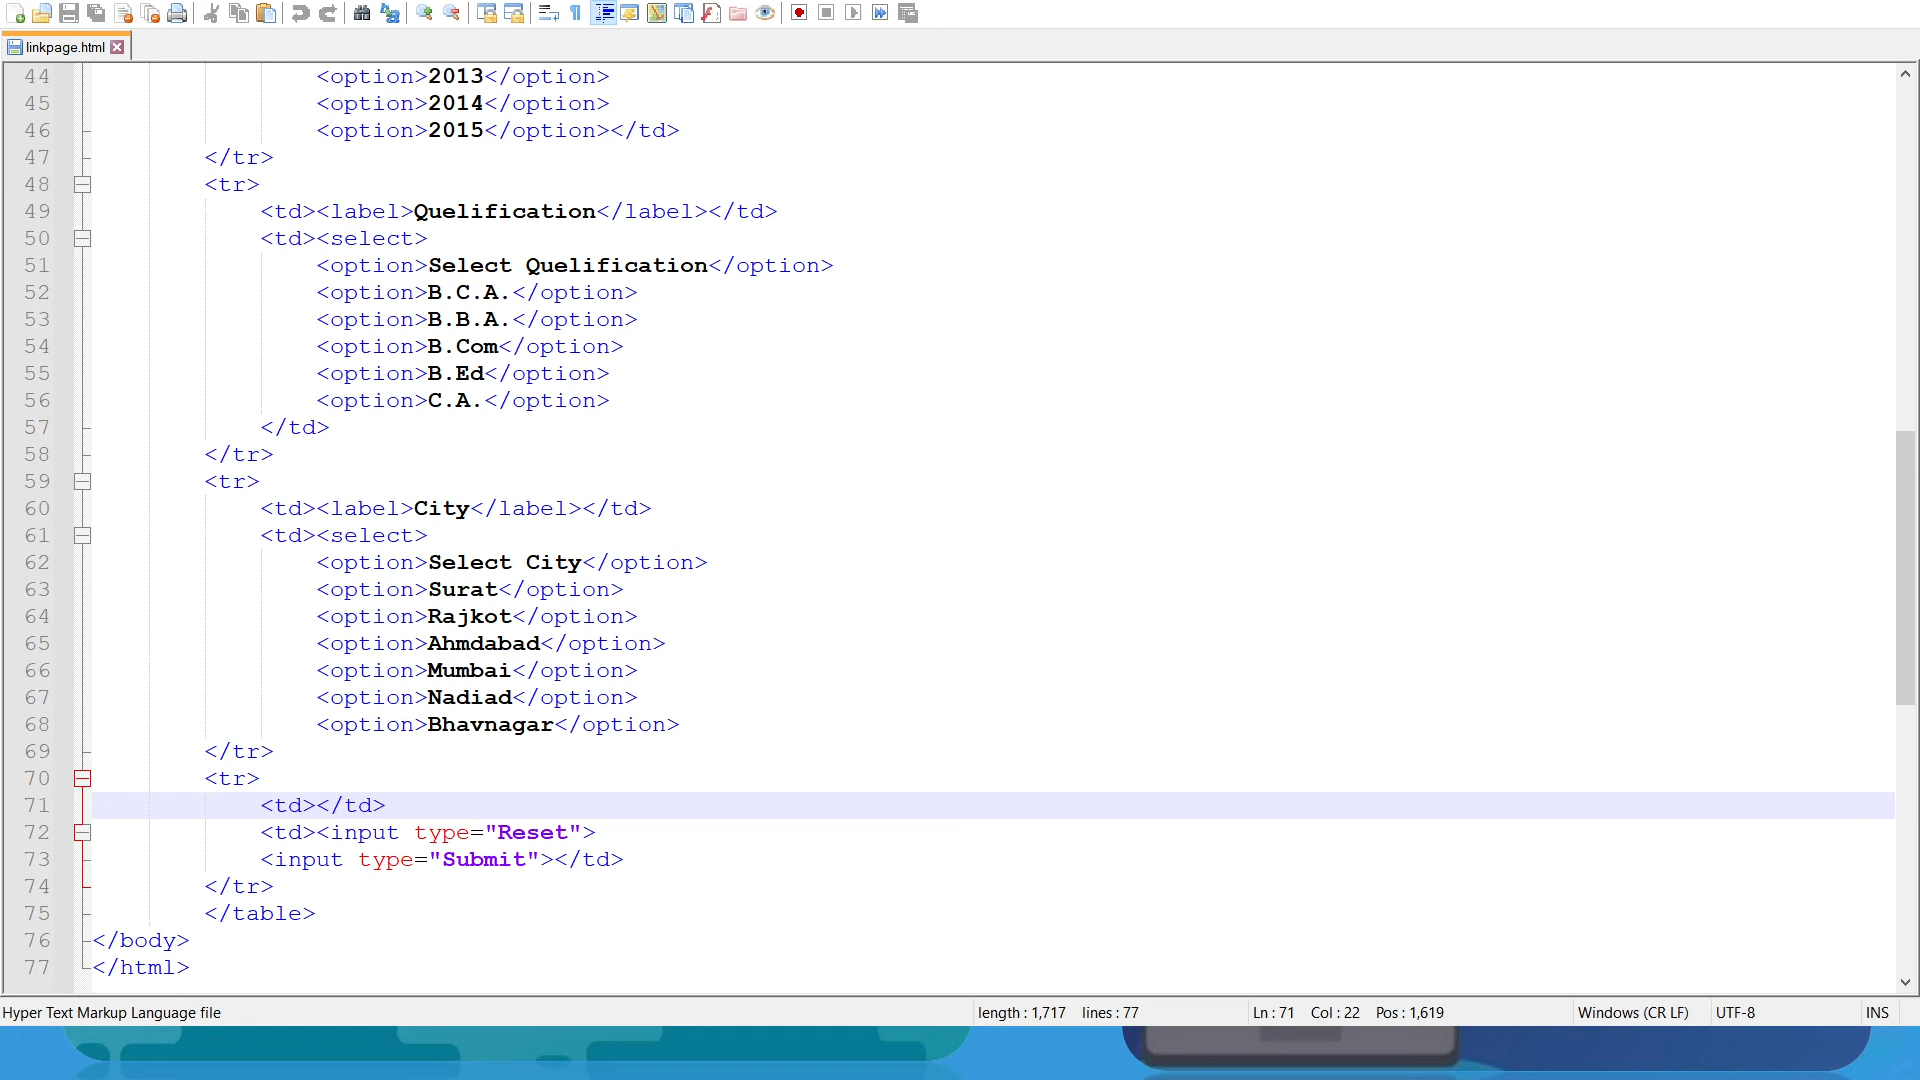 linkpage.html
44 <option>2013</option>
45 <option>2014</option>
46 <option>2015</option></td>
47 </tr>
48 <tr>
49 <td><label>Quelification</label></td>
50 <td><select>
51 <option>Select Quelification</option>
52 <option>B.C.A.</option>
53 <option>B.B.A.</option>
54 <option>B.Com</option>
55 <option>B.Ed</option>
56 <option>C.A.</option>
57 </td>
58 </tr>
59 <tr>
60 <td><label>City</label></td>
61 <td><select>
62 <option>Select City</option>
63 <option>Surat</option>
64 <option>Rajkot</option>
65 <option>Ahmdabad</option>
66 <option>Mumbai</option>
67 <option>Nadiad</option>
68 <option>Bhavnagar</option>
69 </tr>
70 <tr>
71 <td></td>
72 <td><input type="Reset">
73 <input type="Submit"></td>
74 </tr>
75 </table>
76 </body>
77 </html>
Hyper Text Markup Language file length : 1,717 lines : 77 Ln : 71 Col : 22 Pos : 1,619 Windows (CR LF) UTF-8 INS